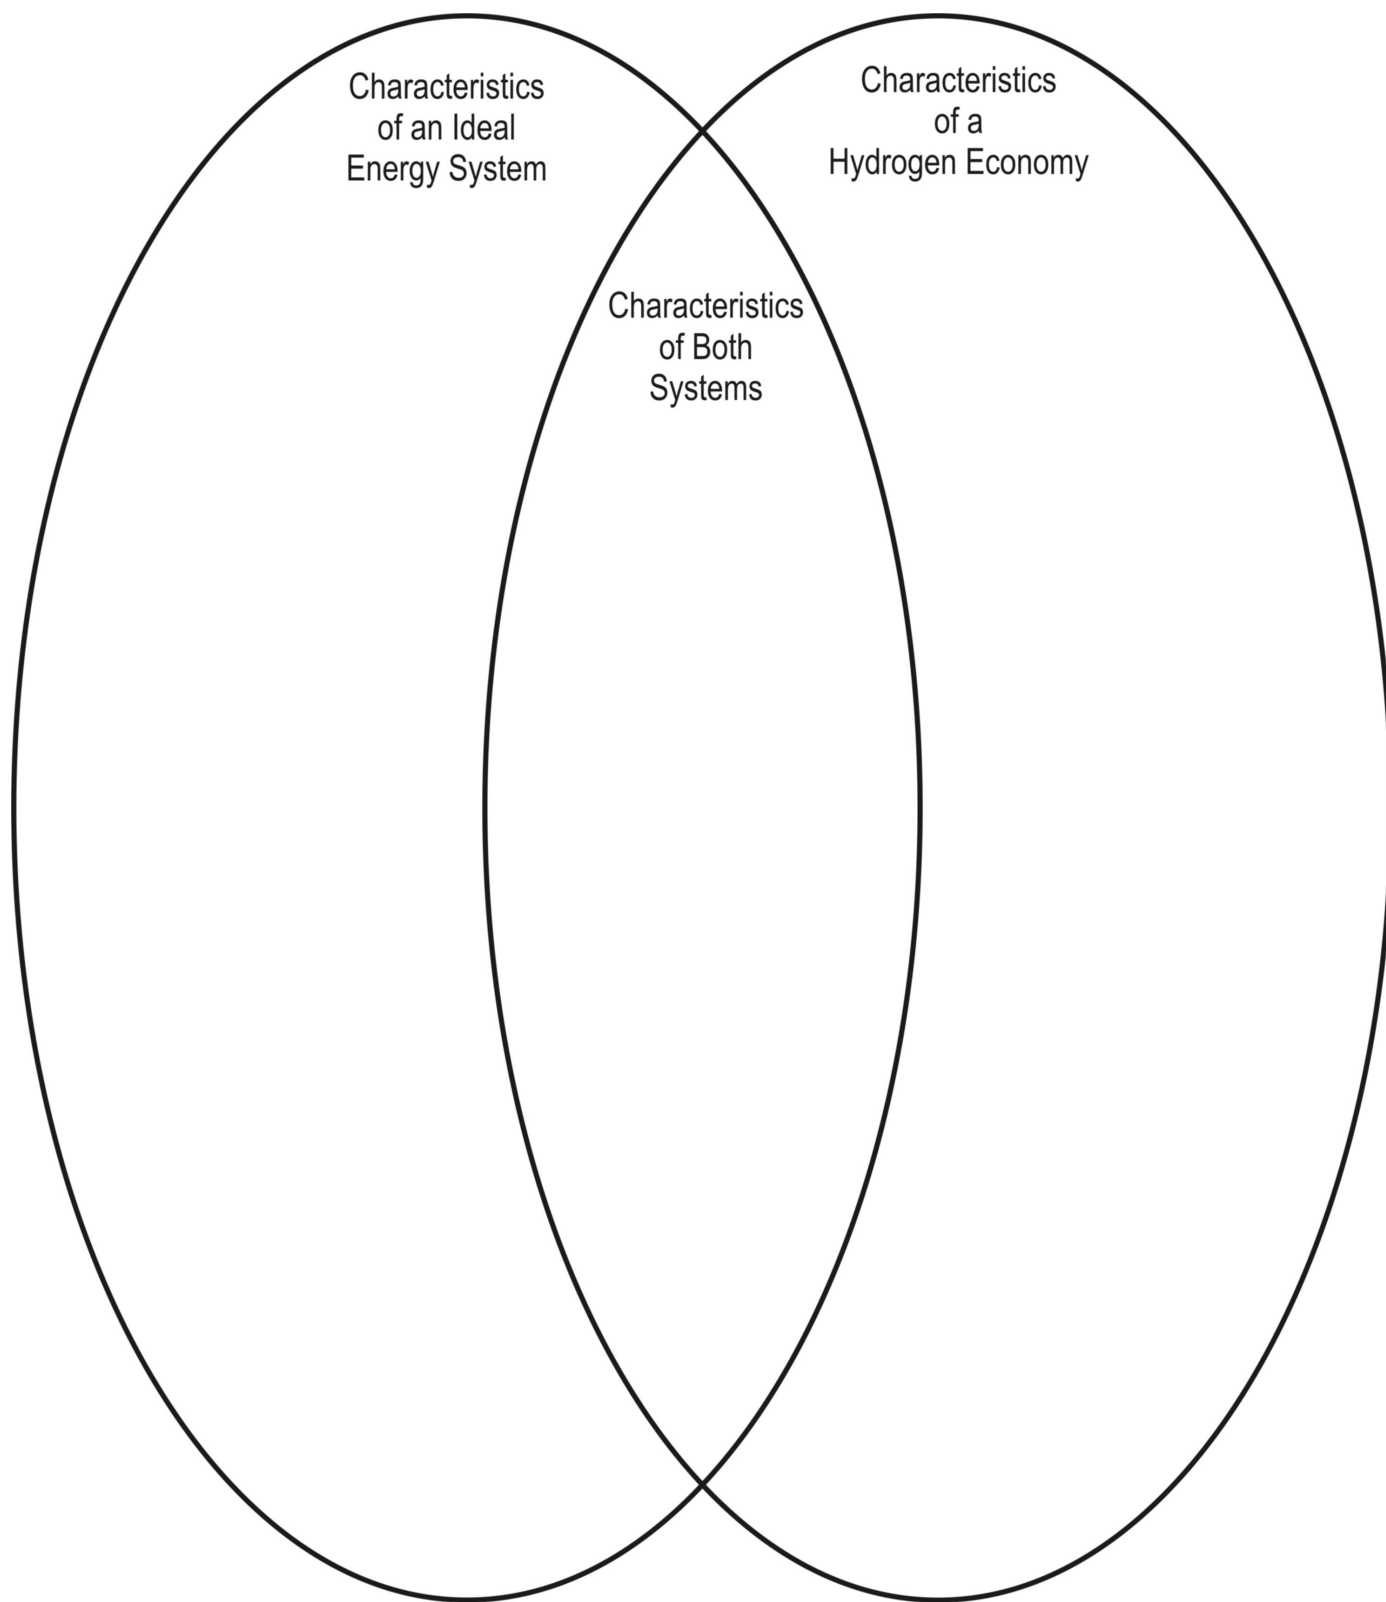 Characteristics
of an Ideal
Energy System
Characteristics
of a
Hydrogen Economy
Characteristics
of Both
Systems